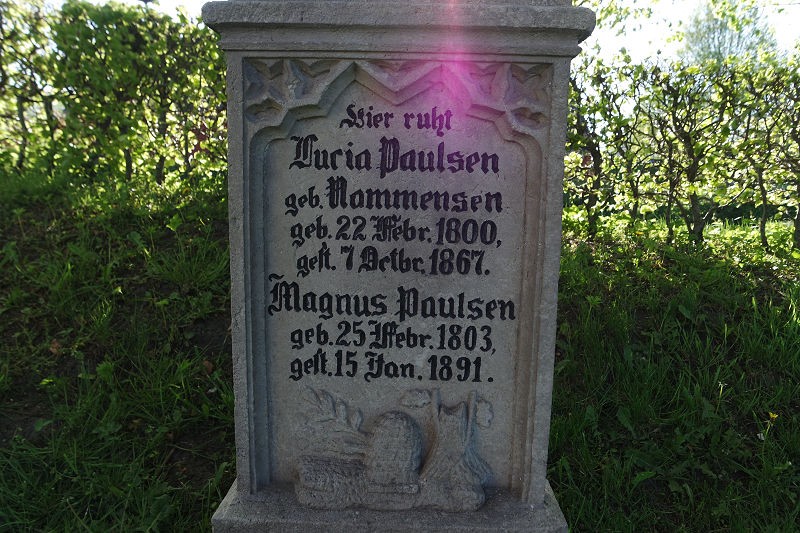 Hier ruht
Lucia Paulsen
geb. Nommensen
geb. 22 Febr. 1800,
gest. 7 Octbr. 1867.
Magnus Paulsen
geb. 25 Febr. 1803,
gest. 15 Jan. 1891.